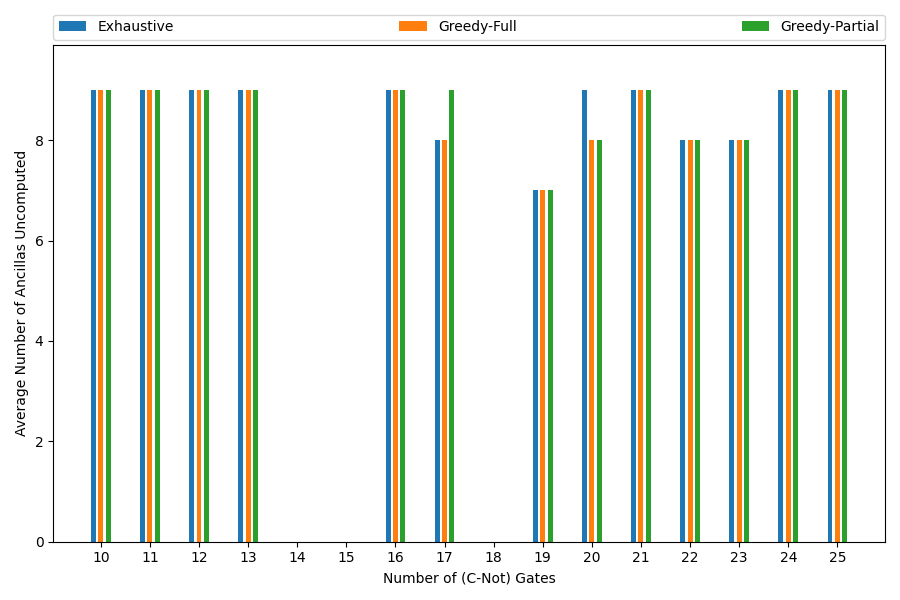 Exhaustive Greedy-Full Greedy-Partial
Average Number of Ancillas Uncomputed
8
6
4
2
0
10 11 12 13 14 15 16 17 18 19 20 21 22 23 24 25
Number of (C-Not) Gates